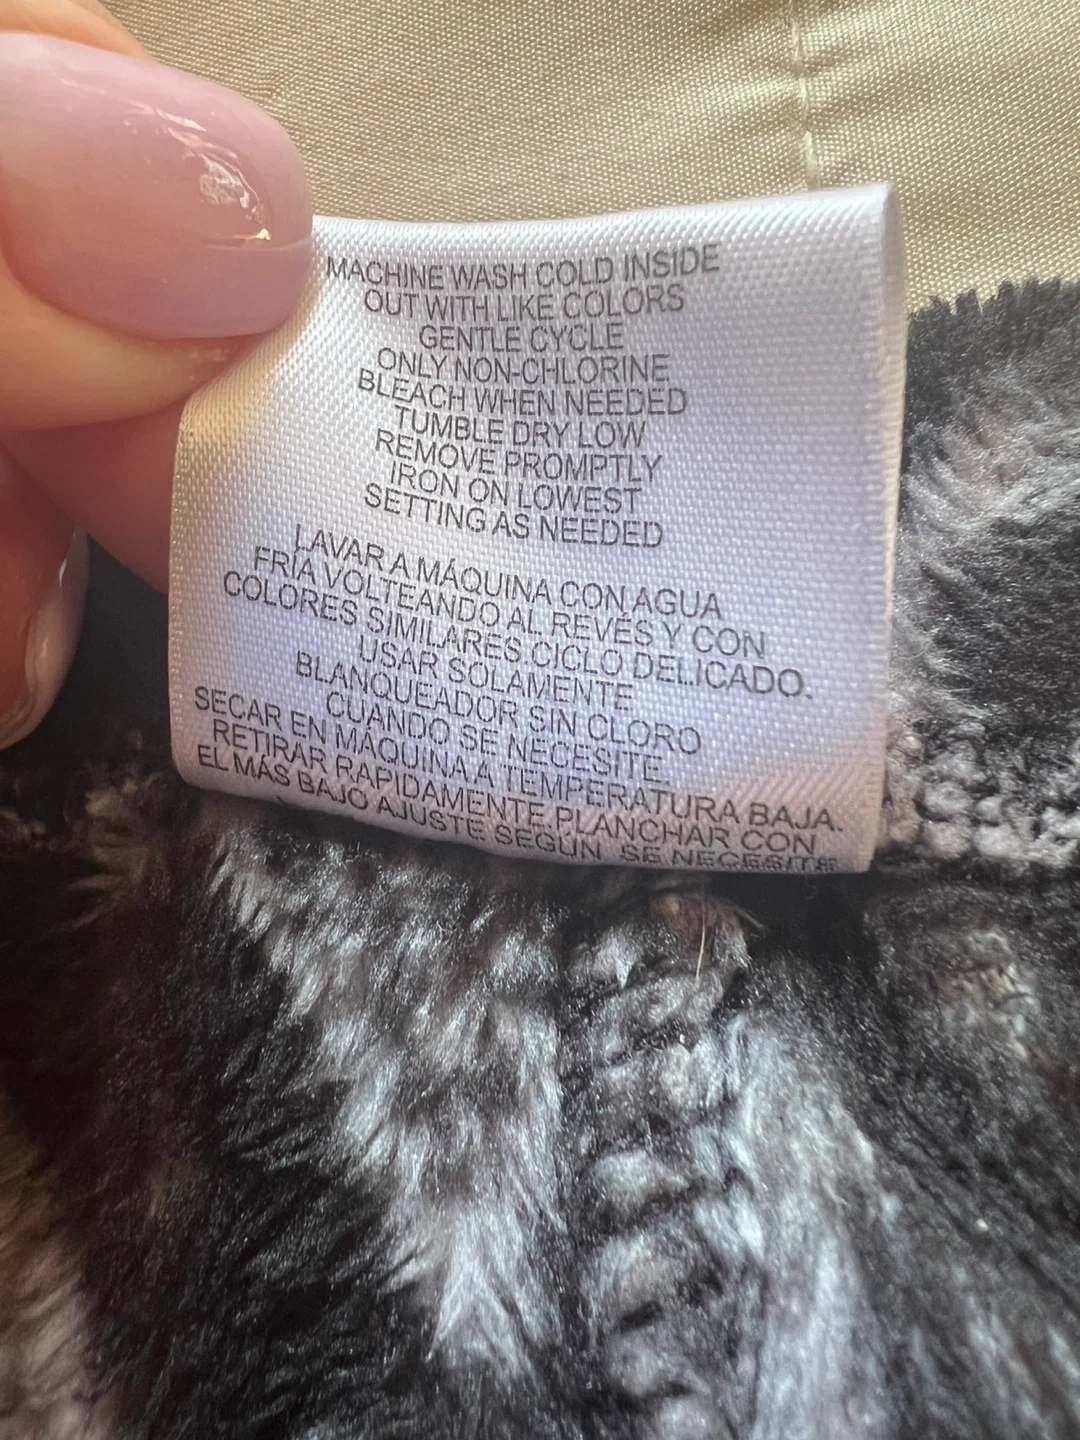 MACHINE WASH COLD INSIDE
OUT WITH LIKE COLORS
GENTLE CYCLE
ONLY NON-CHLORINE
BLEACH WHEN NEEDED
TUMBLE DRY LOW
REMOVE PROMPTLY
IRON ON LOWEST
SETTING AS NEEDED
LAVAR A MÁQUINA CON AGUA
FRÍA VOLTEANDO AL REVÉS Y CON
COLORES SIMILARES.CICLO DELICADO.
USAR SOLAMENTE
BLANQUEADOR SIN CLORO
CUANDO SE NECESITE.
SECAR EN MÁQUINA A TEMPERATURA BAJA.
RETIRAR RAPIDAMENTE.PLANCHAR CON
EL MÁS BAJO AJUSTE SEGÚN SE NECESITE